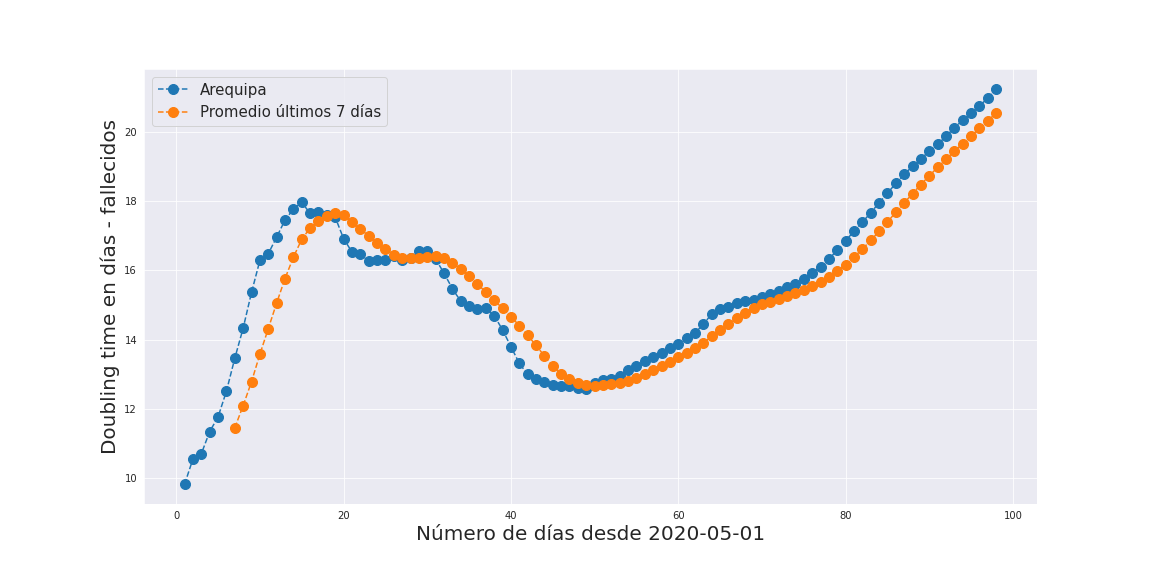 Arequipa
Promedio últimos 7 días
Doubling time en días - fallecidos
20
18
16
14
12
10
0 20 40 60 80 100
Número de días desde 2020-05-01